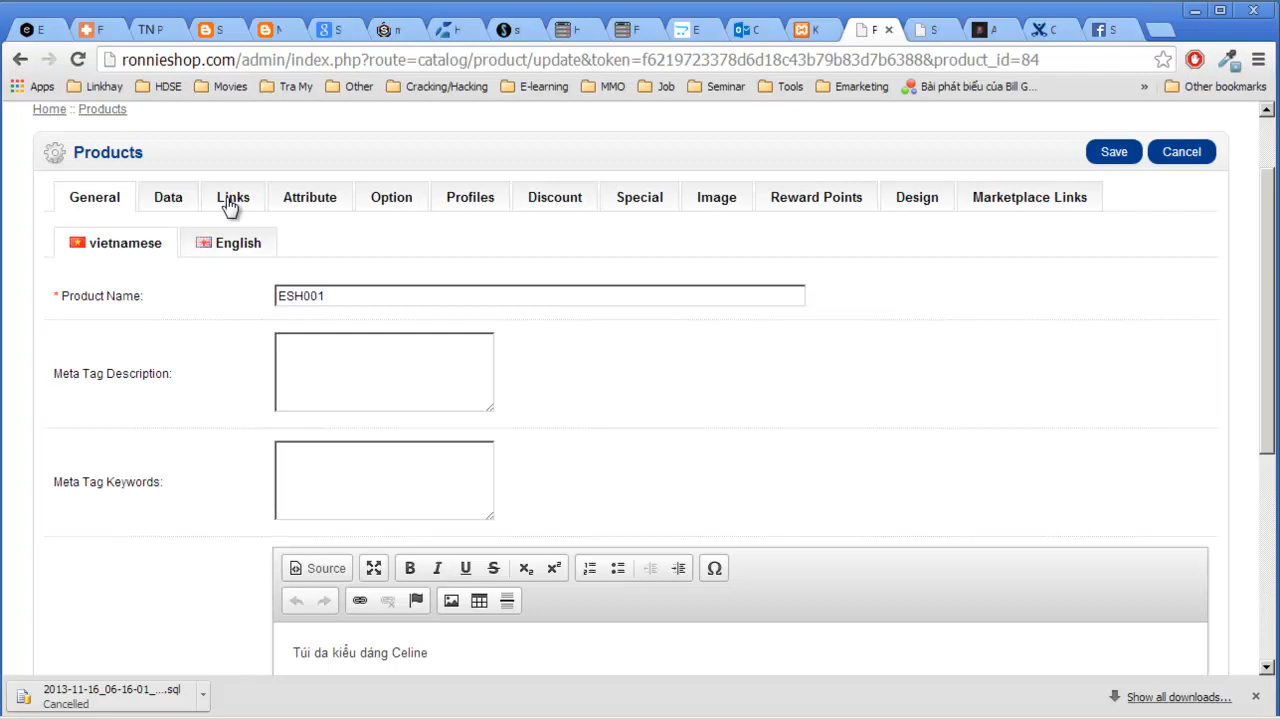 E
F
TN P
S
N
S
m
H
s
H
F
E
C
K
F
S
A
C
S
ronnieshop.com/admin/index.php?route=catalog/product/update&token=f6219723378d6d18c43b79b83d7b6388&product_id=84
Apps Linkhay HDSE Movies Tra My Other Cracking/Hacking E-learning MMO Job Seminar Tools Emarketing Bài phát biểu của Bill G... » Other bookmarks
Home :: Products
Products Save Cancel
General Data Links Attribute Option Profiles Discount Special Image Reward Points Design Marketplace Links
vietnamese English
* Product Name: ESH001
Meta Tag Description:
Meta Tag Keywords:
Source B I U S x₂ x² Ω
Túi da kiểu dáng Celine
2013-11-16_06-16-01_....sql
Cancelled
Show all downloads...